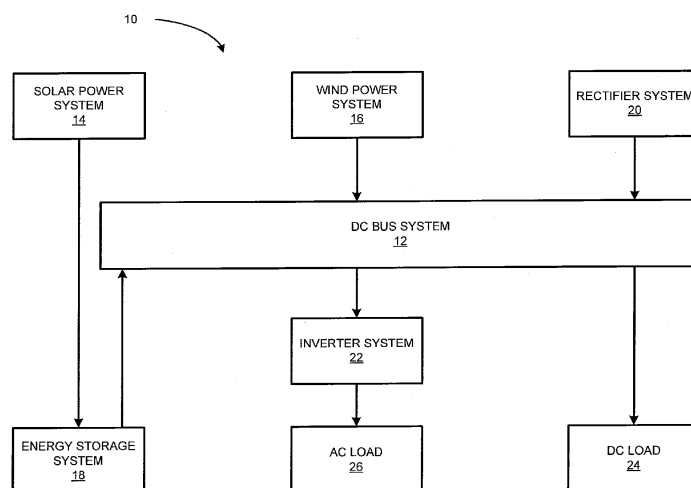 10
SOLAR POWER
SYSTEM
14
WIND POWER
SYSTEM
16
RECTIFIER SYSTEM
20
DC BUS SYSTEM
12
INVERTER SYSTEM
22
ENERGY STORAGE
SYSTEM
18
AC LOAD
26
DC LOAD
24